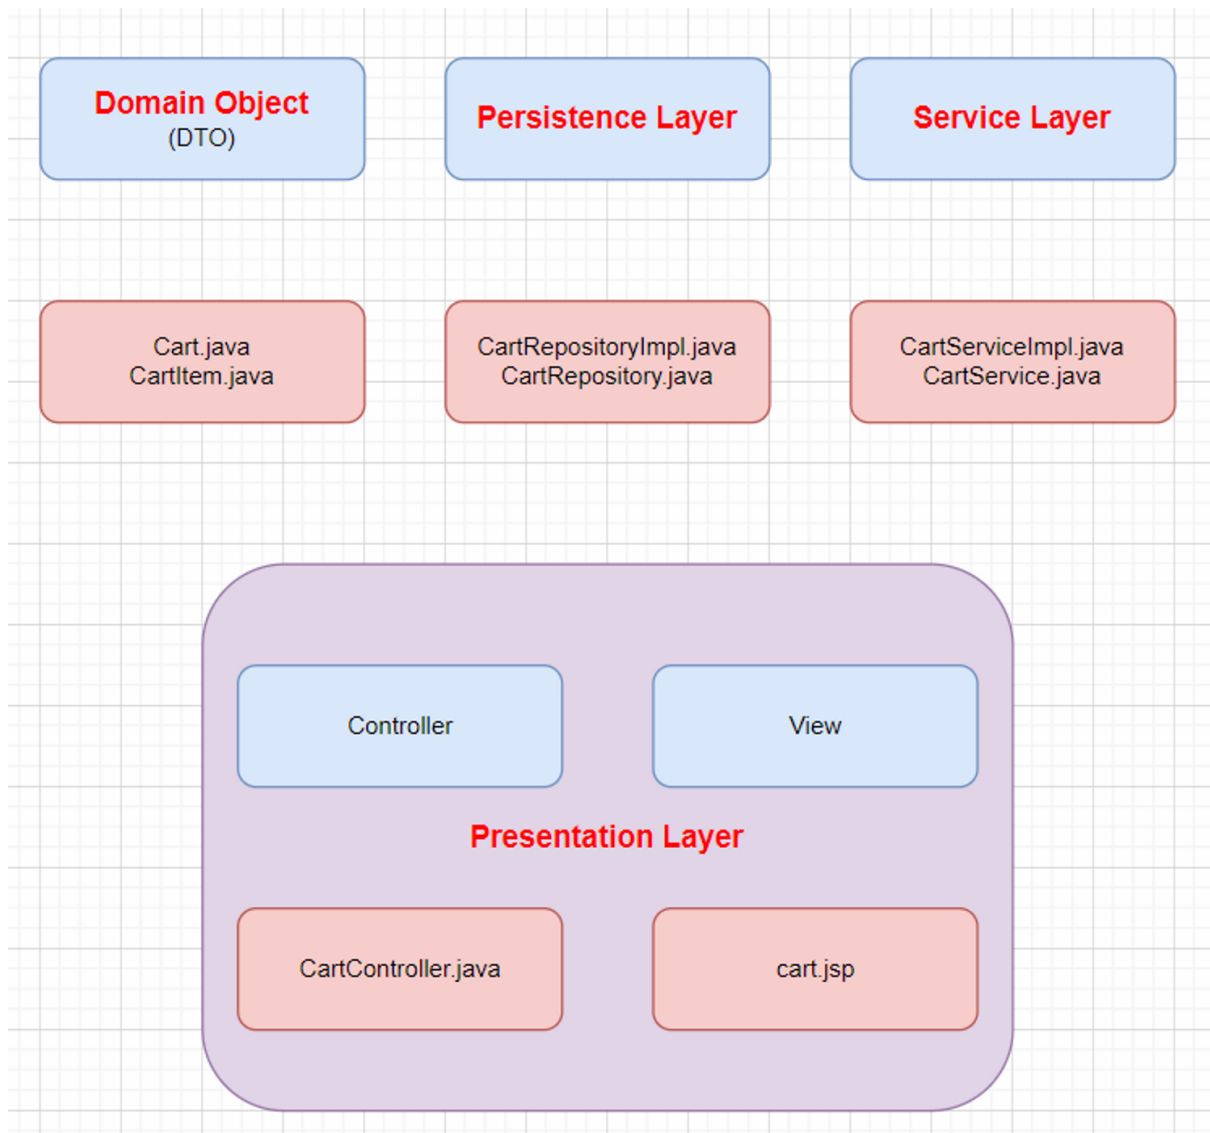 Domain Object
(DTO)
Persistence Layer
Service Layer
Cart.java
CartItem.java
CartRepositoryImpl.java
CartRepository.java
CartServiceImpl.java
CartService.java
Controller
View
Presentation Layer
CartController.java
cart.jsp